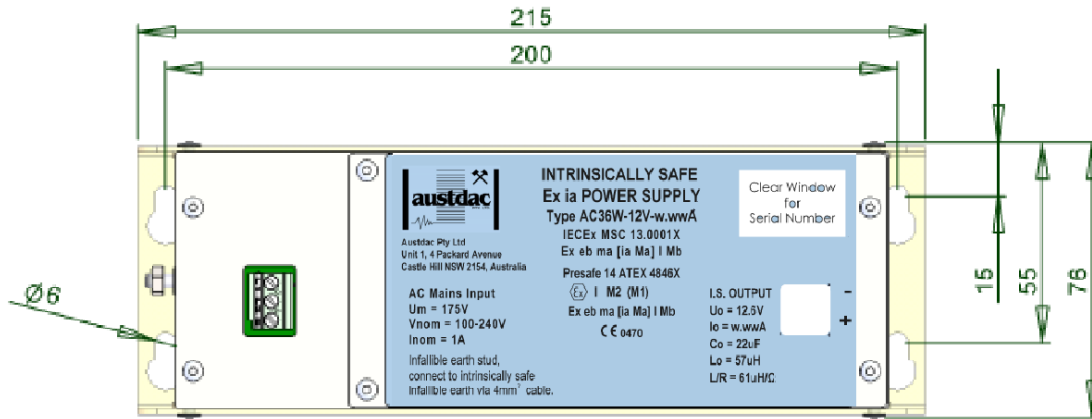 215
200
INTRINSICALLY SAFE
Ex ia POWER SUPPLY
Type AC36W-12V-w.wwA
IECEx MSC 13.0001X
Ex eb ma [ia Ma] I Mb
Presafe 14 ATEX 4846X
Ex I M2 (M1)
Ex eb ma [ia Ma] I Mb
CE 0470
austdac
Austdac Pty Ltd
Unit 1, 4 Packard Avenue
Castle Hill NSW 2154, Australia
AC Mains Input
Um = 175V
Vnom = 100-240V
Inom = 1A
Infallible earth stud,
connect to intrinsically safe
Infallible earth via 4mm² cable.
Clear Window
for
Serial Number
I.S. OUTPUT
Uo = 12.6V
Io = w.wwA
Co = 22uF
Lo = 57uH
L/R = 61uH/Ω
-
+
Ø6
15
55
76